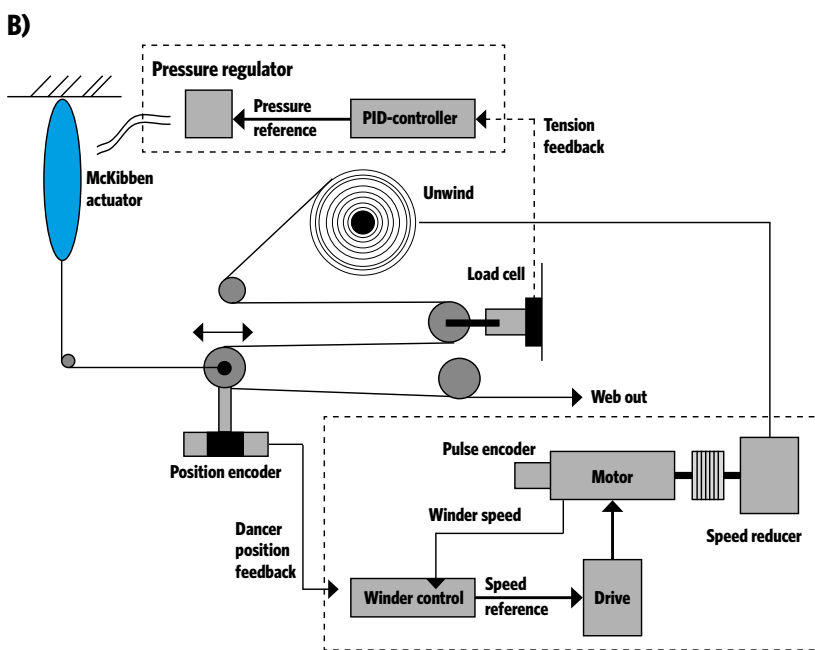 B)
Pressure regulator
Pressure
reference
PID-controller
Tension
feedback
McKibben
actuator
Unwind
Load cell
Web out
Position encoder
Pulse encoder
Motor
Winder speed
Speed reducer
Dancer
position
feedback
Winder control
Speed
reference
Drive